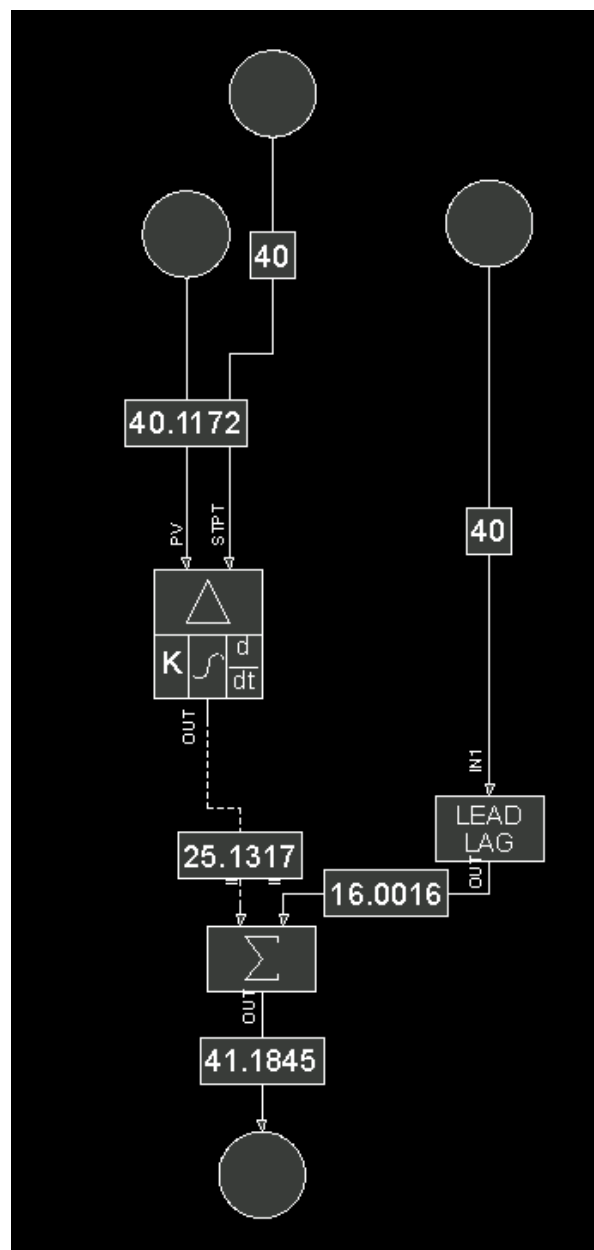 40
40.1172
40
PV
STPT
K
d
dt
OUT
IN1
LEAD
LAG
OUT
25.1317
16.0016
Σ
OUT
41.1845